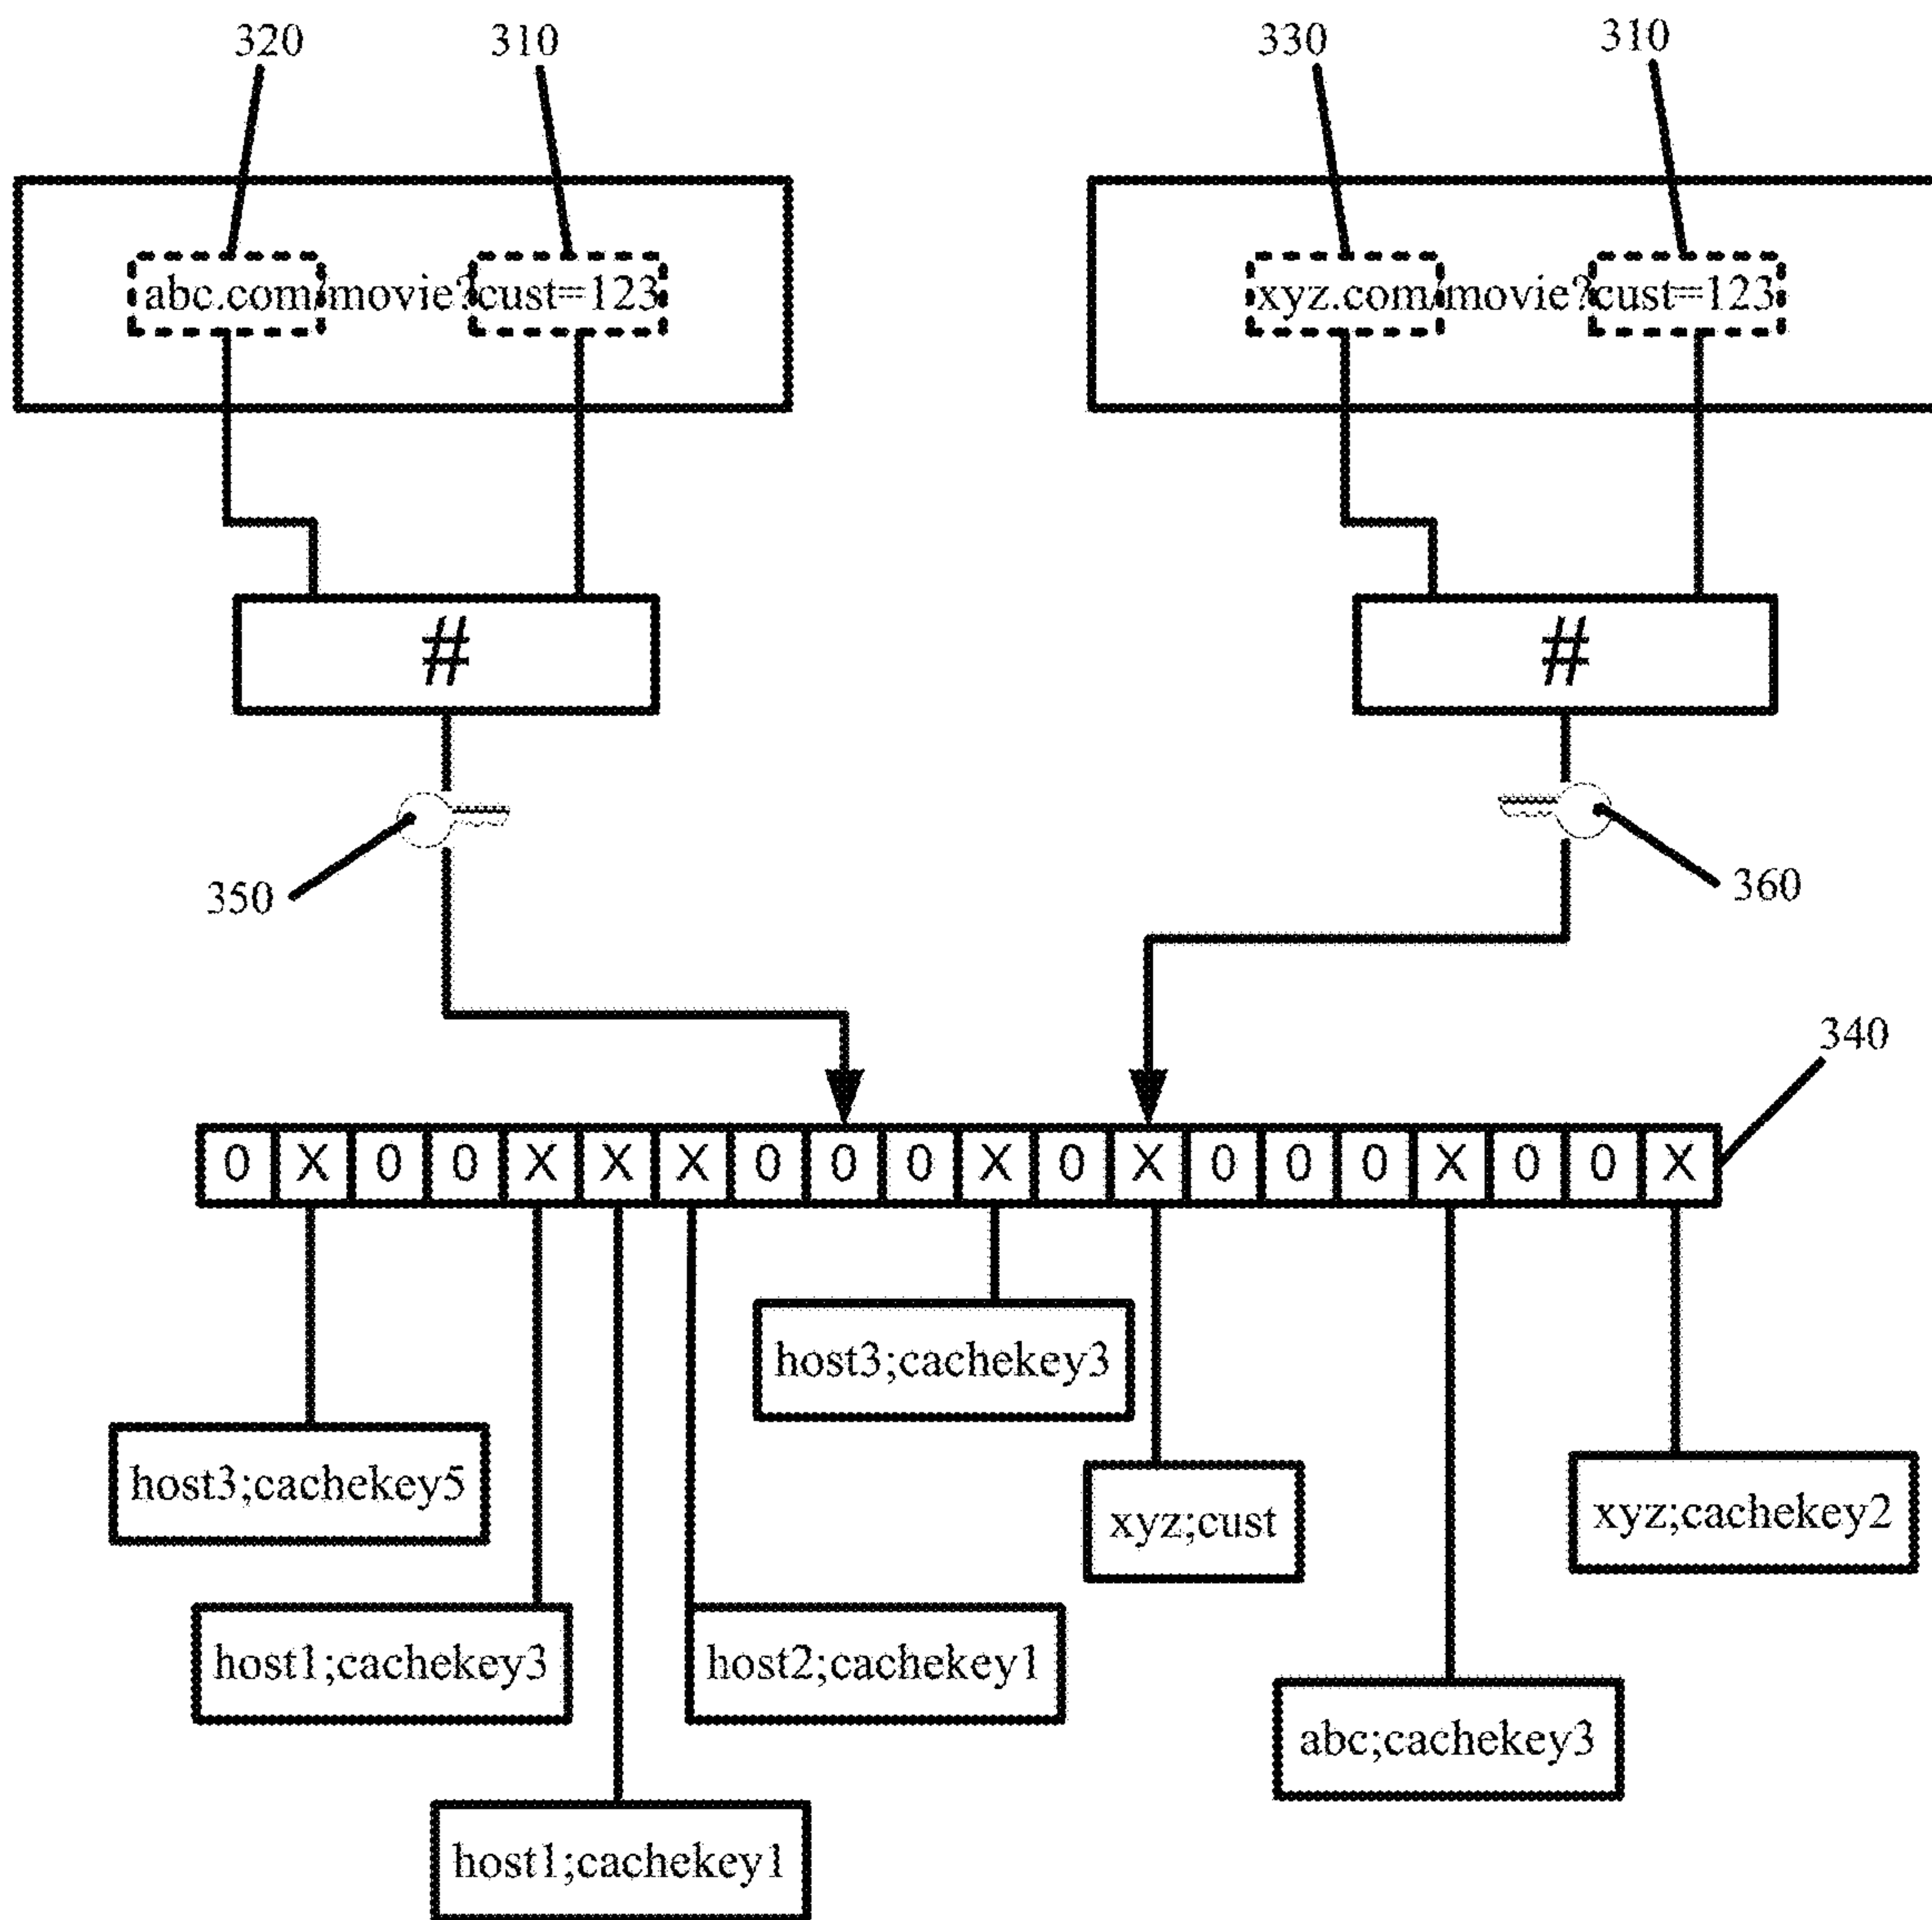 320 310 330 310
abc.com/movie?cust=123 xyz.com/movie?cust=123
# #
350 360
340
0 X 0 0 X X X 0 0 0 X 0 X 0 0 0 X 0 0 X
host3;cachekey3
host3;cachekey5 xyz;cust xyz;cachekey2
host1;cachekey3 host2;cachekey1
abc;cachekey3
host1;cachekey1